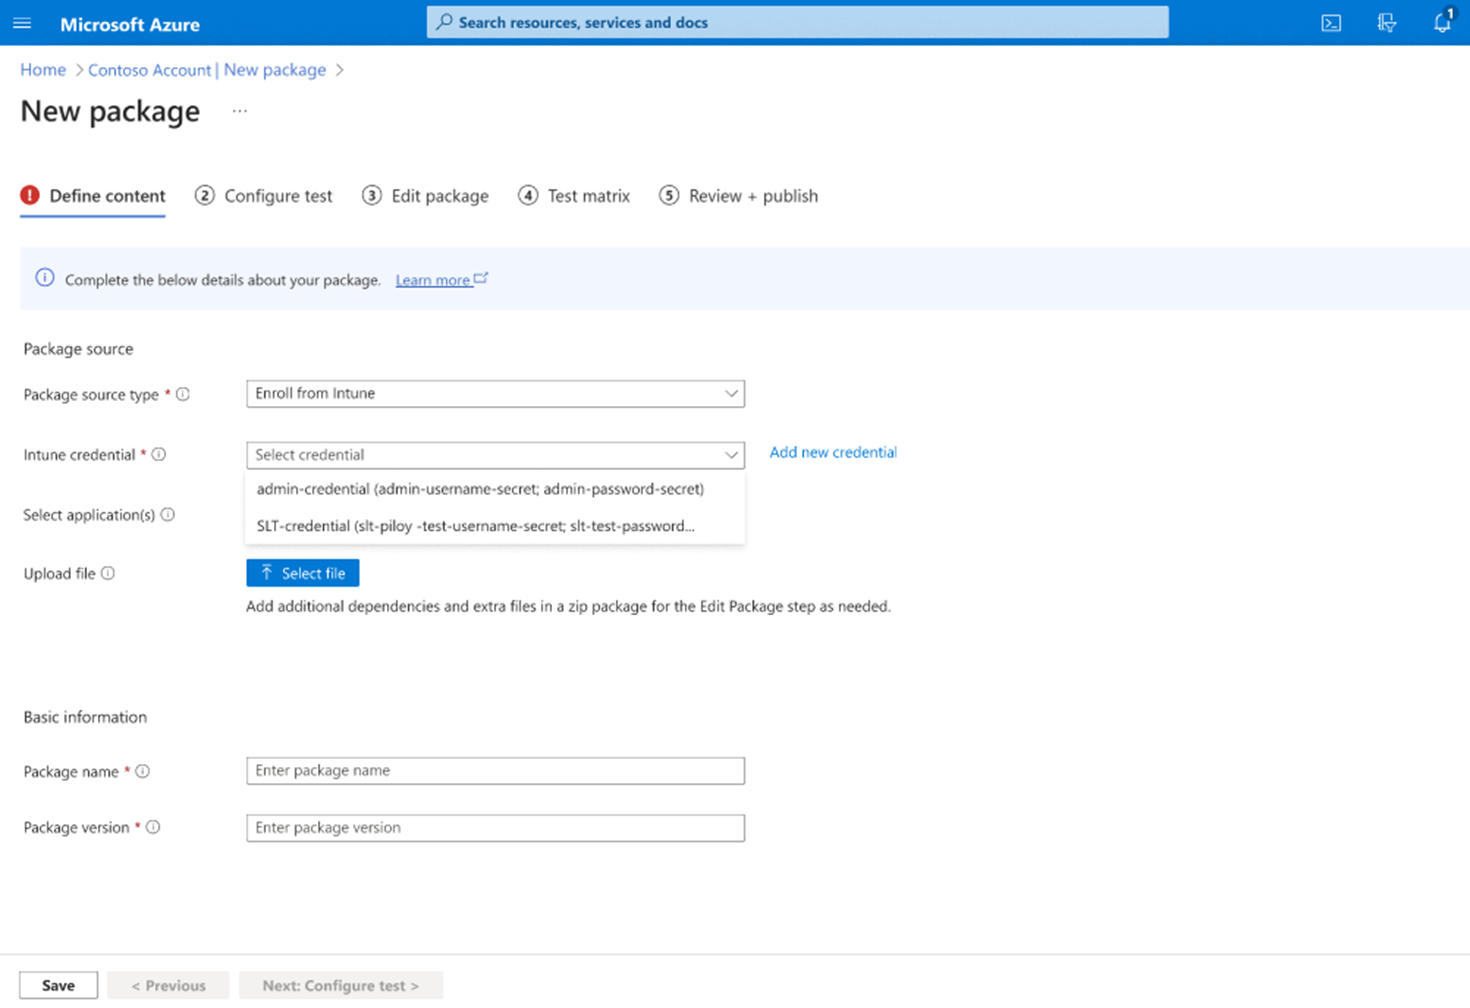 Microsoft Azure
Search resources, services and docs
1
Home > Contoso Account | New package >
New package ...
! Define content 2 Configure test 3 Edit package 4 Test matrix 5 Review + publish
Complete the below details about your package. Learn more
Package source
Package source type * Enroll from Intune
Intune credential * Select credential Add new credential
admin-credential (admin-username-secret; admin-password-secret)
Select application(s)
SLT-credential (slt-piloy -test-username-secret; slt-test-password...
Upload file Select file
Add additional dependencies and extra files in a zip package for the Edit Package step as needed.
Basic information
Package name * Enter package name
Package version * Enter package version
Save < Previous Next: Configure test >